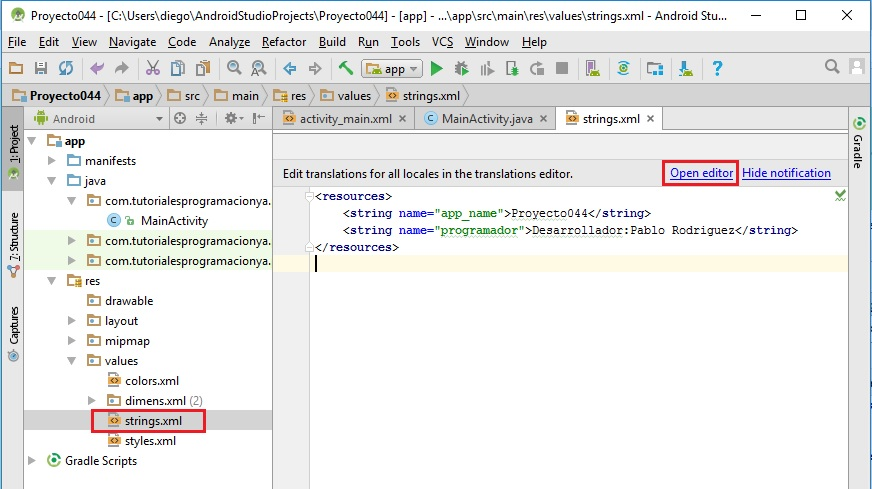 Proyecto044 - [C:\Users\diego\AndroidStudioProjects\Proyecto044] - [app] - ...\app\src\main\res\values\strings.xml - Android Stu...
File Edit View Navigate Code Analyze Refactor Build Run Tools VCS Window Help
app
Proyecto044 app src main res values strings.xml
Android
activity_main.xml MainActivity.java strings.xml
1: Project
7: Structure
Captures
app
manifests
java
com.tutorialesprogramacionya.
MainActivity
com.tutorialesprogramacionya.
com.tutorialesprogramacionya.
res
drawable
layout
mipmap
values
colors.xml
dimens.xml (2)
strings.xml
styles.xml
Gradle Scripts
Edit translations for all locales in the translations editor. Open editor Hide notification
<resources>
<string name="app_name">Proyecto044</string>
<string name="programador">Desarrollador:Pablo Rodriguez</string>
</resources>
Gradle